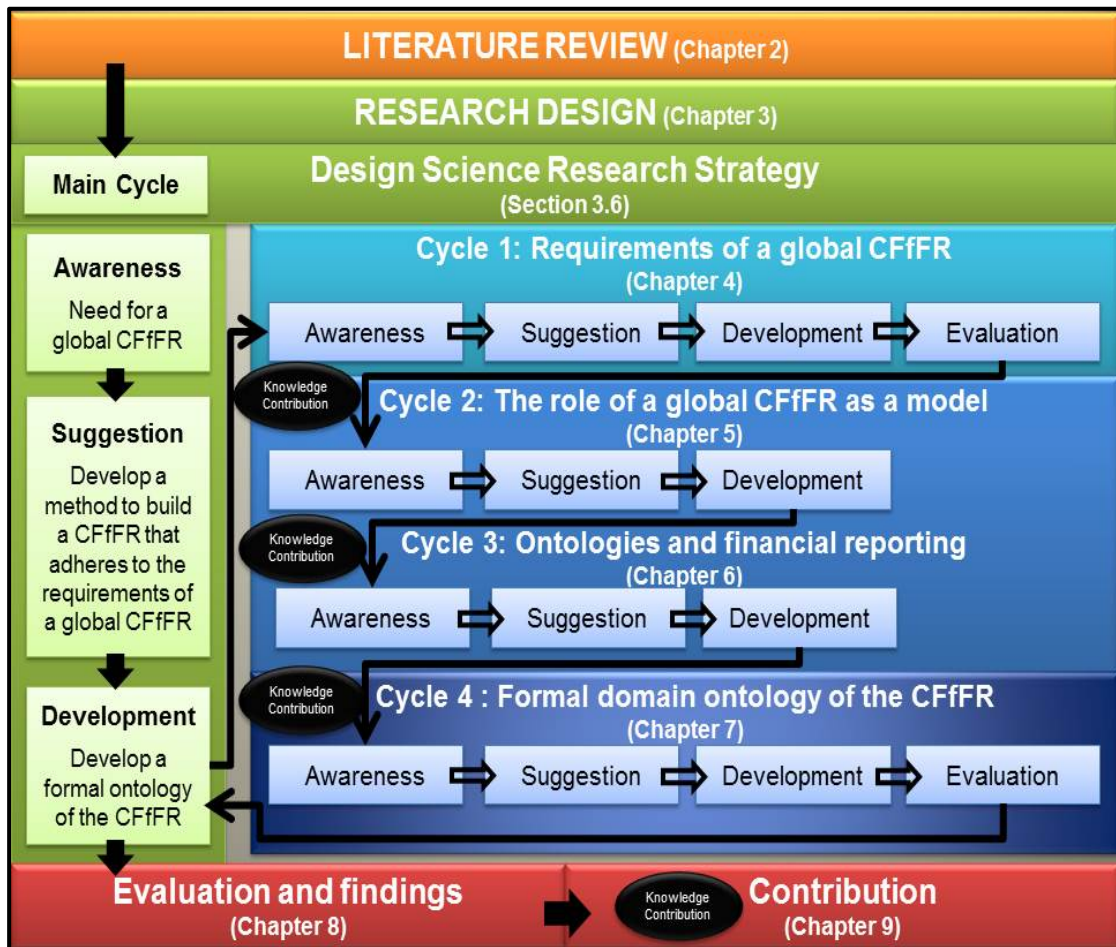 LITERATURE REVIEW (Chapter 2)
RESEARCH DESIGN (Chapter 3)
Main Cycle
Design Science Research Strategy
(Section 3.6)
Awareness
Need for a
global CFfFR
Suggestion
Develop a
method to build
a CFfFR that
adheres to the
requirements of
a global CFfFR
Development
Develop a
formal ontology
of the CFfFR
Cycle 1: Requirements of a global CFfFR
(Chapter 4)
Awareness Suggestion Development Evaluation
Knowledge
Contribution
Cycle 2: The role of a global CFfFR as a model
(Chapter 5)
Awareness Suggestion Development
Knowledge
Contribution
Cycle 3: Ontologies and financial reporting
(Chapter 6)
Awareness Suggestion Development
Knowledge
Contribution
Cycle 4 : Formal domain ontology of the CFfFR
(Chapter 7)
Awareness Suggestion Development Evaluation
Evaluation and findings
(Chapter 8)
Knowledge
Contribution
Contribution
(Chapter 9)